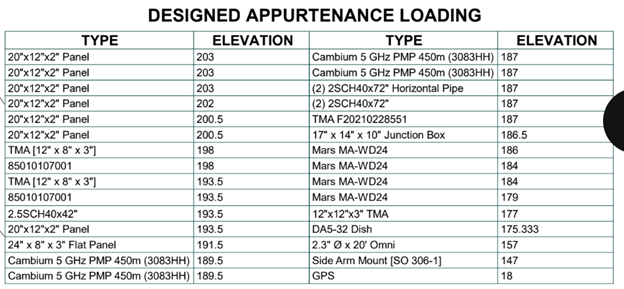 DESIGNED APPURTENANCE LOADING
TYPE ELEVATION TYPE ELEVATION
20"x12"x2" Panel 203 Cambium 5 GHz PMP 450m (3083HH) 187
20"x12"x2" Panel 203 Cambium 5 GHz PMP 450m (3083HH) 187
20"x12"x2" Panel 203 (2) 2SCH40x72" Horizontal Pipe 187
20"x12"x2" Panel 202 (2) 2SCH40x72" 187
20"x12"x2" Panel 200.5 TMA F20210228551 187
20"x12"x2" Panel 200.5 17" x 14" x 10" Junction Box 186.5
TMA [12" x 8" x 3"] 198 Mars MA-WD24 186
85010107001 198 Mars MA-WD24 184
TMA [12" x 8" x 3"] 193.5 Mars MA-WD24 184
85010107001 193.5 Mars MA-WD24 179
2.5SCH40x42" 193.5 12"x12"x3" TMA 177
20"x12"x2" Panel 193.5 DA5-32 Dish 175.333
24" x 8" x 3" Flat Panel 191.5 2.3" Ø x 20' Omni 157
Cambium 5 GHz PMP 450m (3083HH) 189.5 Side Arm Mount [SO 306-1] 147
Cambium 5 GHz PMP 450m (3083HH) 189.5 GPS 18